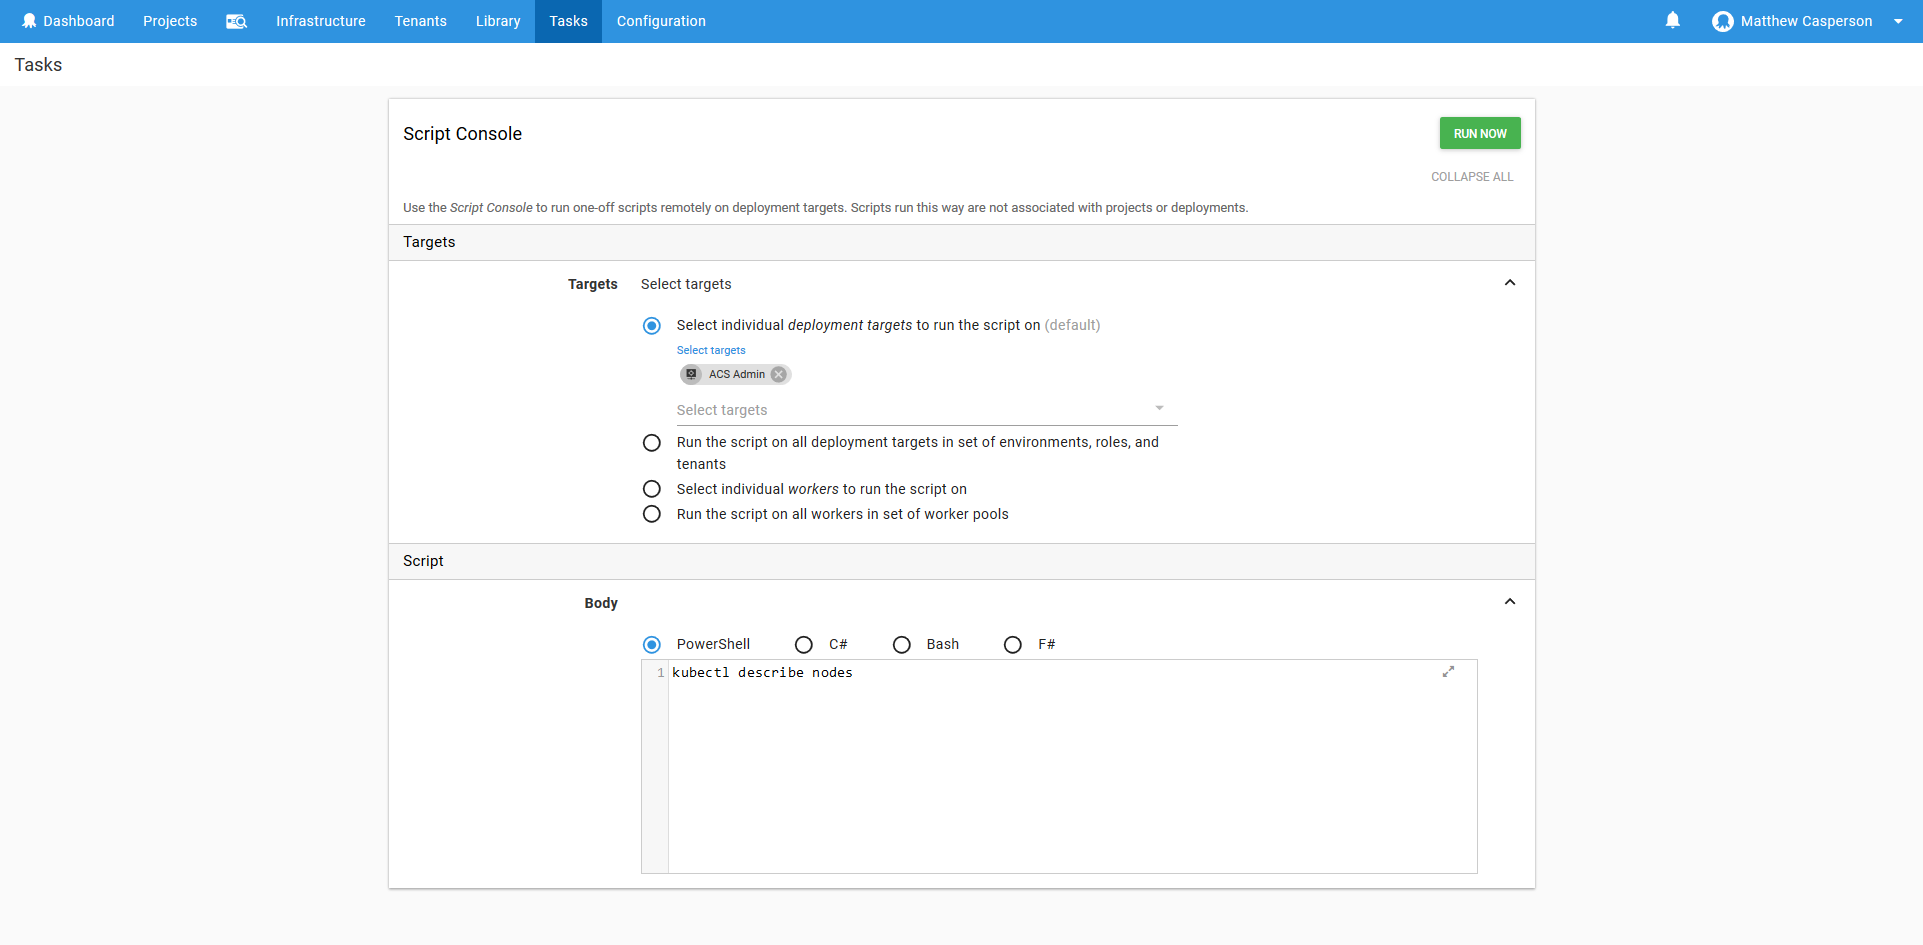 Dashboard Projects Infrastructure Tenants Library Tasks Configuration Matthew Casperson
Tasks
Script Console
RUN NOW
COLLAPSE ALL
Use the Script Console to run one-off scripts remotely on deployment targets. Scripts run this way are not associated with projects or deployments.
Targets
Targets Select targets
Select individual deployment targets to run the script on (default)
Select targets
ACS Admin
Select targets
Run the script on all deployment targets in set of environments, roles, and
tenants
Select individual workers to run the script on
Run the script on all workers in set of worker pools
Script
Body
PowerShell C# Bash F#
1 kubectl describe nodes